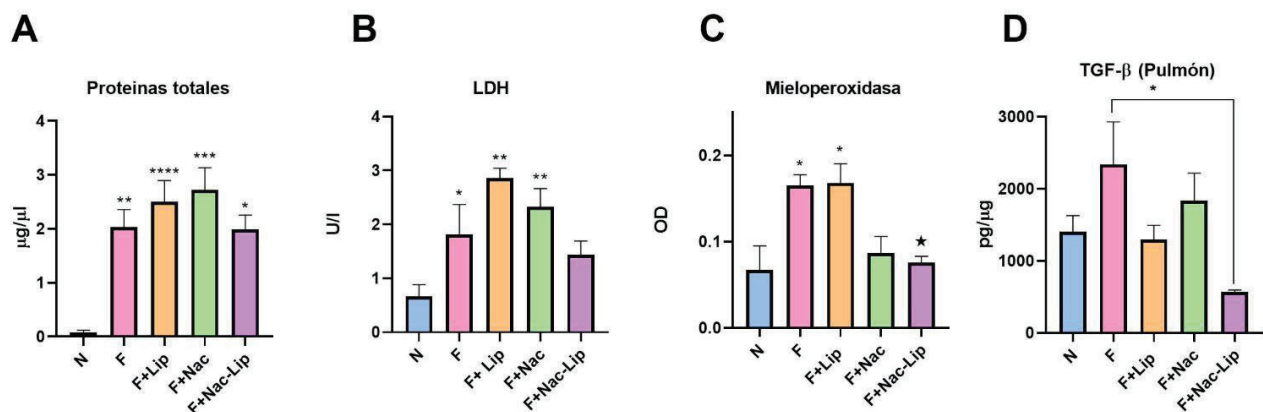 A
Proteinas totales
µg/µl
4
3
2
1
0
**
****
***
*
N
F
F+Lip
F+Nac
F+Nac-Lip
B
LDH
U/l
4
3
2
1
0
*
**
**
N
F
F+ Lip
F+Nac
F+Nac-Lip
C
Mieloperoxidasa
OD
0.2
0.1
0.0
*
*
★
N
F
F+Lip
F+Nac
F+Nac-Lip
D
TGF-β (Pulmón)
pg/µg
3000
2000
1000
0
*
N
F
F+Lip
F+Nac
F+Nac-Lip